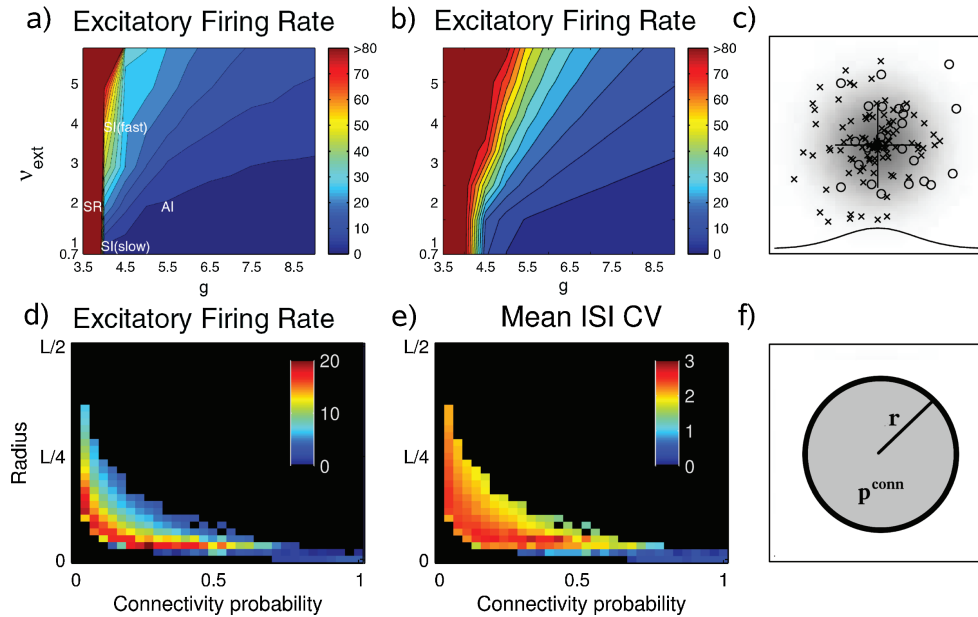 a) Excitatory Firing Rate
b) Excitatory Firing Rate
c)
ν_ext
5
4
3
2
1
0.7
SI(fast)
SR
AI
SI(slow)
3.5 4.5 5.5 6.5 7.5 8.5
g
>80
70
60
50
40
30
20
10
0
5
4
3
2
1
0.7
3.5 4.5 5.5 6.5 7.5 8.5
g
>80
70
60
50
40
30
20
10
0
d) Excitatory Firing Rate
e) Mean ISI CV
f)
Radius
L/2
L/4
0
20
10
0
0 0.5 1
Connectivity probability
L/2
L/4
0
3
2
1
0
0 0.5 1
Connectivity probability
r
p^conn